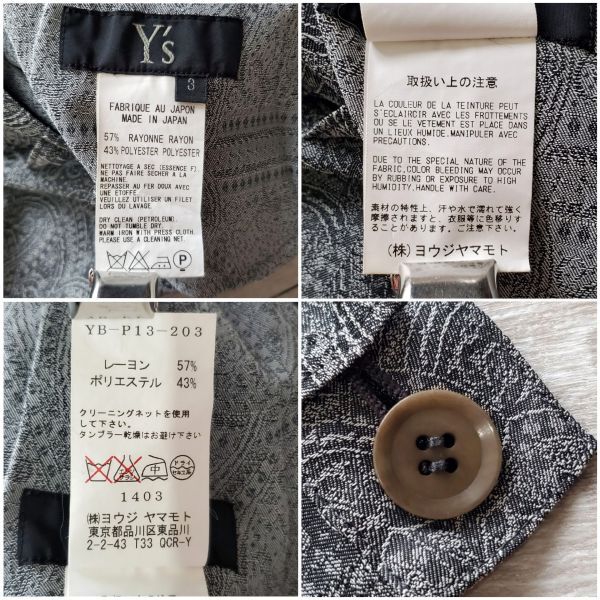 Y's
3
FABRIQUE AU JAPON
MADE IN JAPAN
57% RAYONNE RAYON
43% POLYESTER POLYESTER
NETTOYAGE A SEC (ESSENCE F).
NE PAS FAIRE SECHER A LA
MACHINE.
REPASSER AU FER DOUX AVEC
UNE ETOFFE.
VEUILLEZ UTILISER UN FILET
LORS DU LAVAGE.
DRY CLEAN (PETROLEUM).
DO NOT TUMBLE DRY.
WARM IRON WITH PRESS CLOTH.
PLEASE USE A CLEANING NET.
P
取扱い上の注意
LA COULEUR DE LA TEINTURE PEUT
S'ECLAIRCIR AVEC LES FROTTEMENTS
OU SE LE VETEMENT EST PLACE DANS
UN LIEUX HUMIDE.MANIPULER AVEC
PRECAUTIONS.
DUE TO THE SPECIAL NATURE OF THE
FABRIC,COLOR BLEEDING MAY OCCUR
BY RUBBING OR EXPOSURE TO HIGH
HUMIDITY.HANDLE WITH CARE.
素材の特性上、汗や水で濡れて強く
摩擦されますと、衣服等に色移りす
ることがあります。ご注意下さい。
(株)ヨウジヤマモト
YB-P13-203
レーヨン 57%
ポリエステル 43%
クリーニングネットを使用
して下さい。
タンブラー乾燥はお避け下さい
中
ドライ
セキユ系
1403
(株)ヨウジ ヤマモト
東京都品川区東品川
2-2-43 T33 QCR-Y